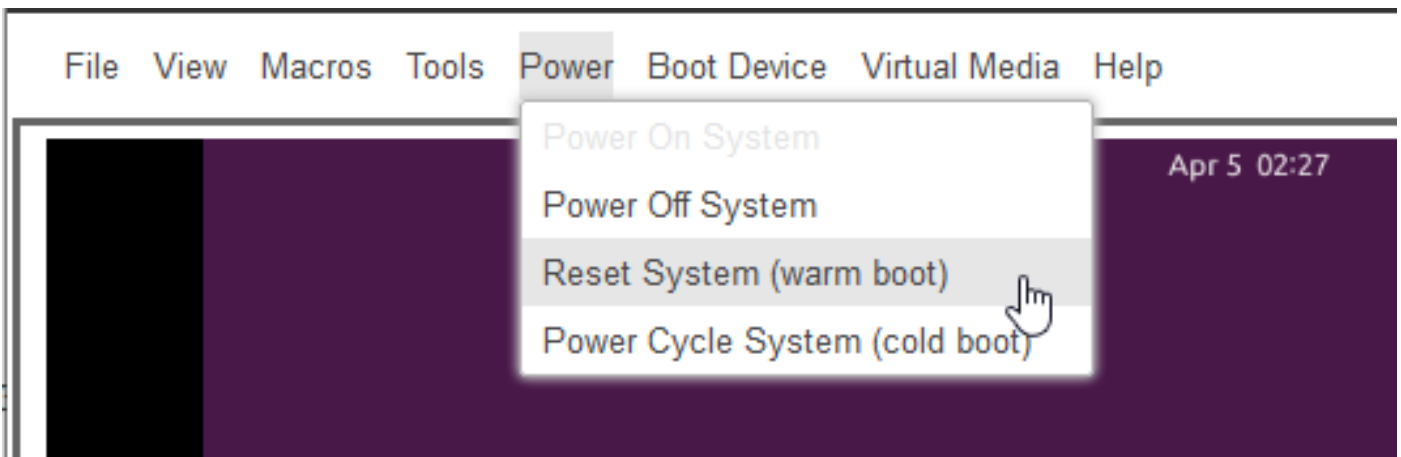 File View Macros Tools Power Boot Device Virtual Media Help
Power On System
Apr 5 02:27
Power Off System
Reset System (warm boot)
Power Cycle System (cold boot)